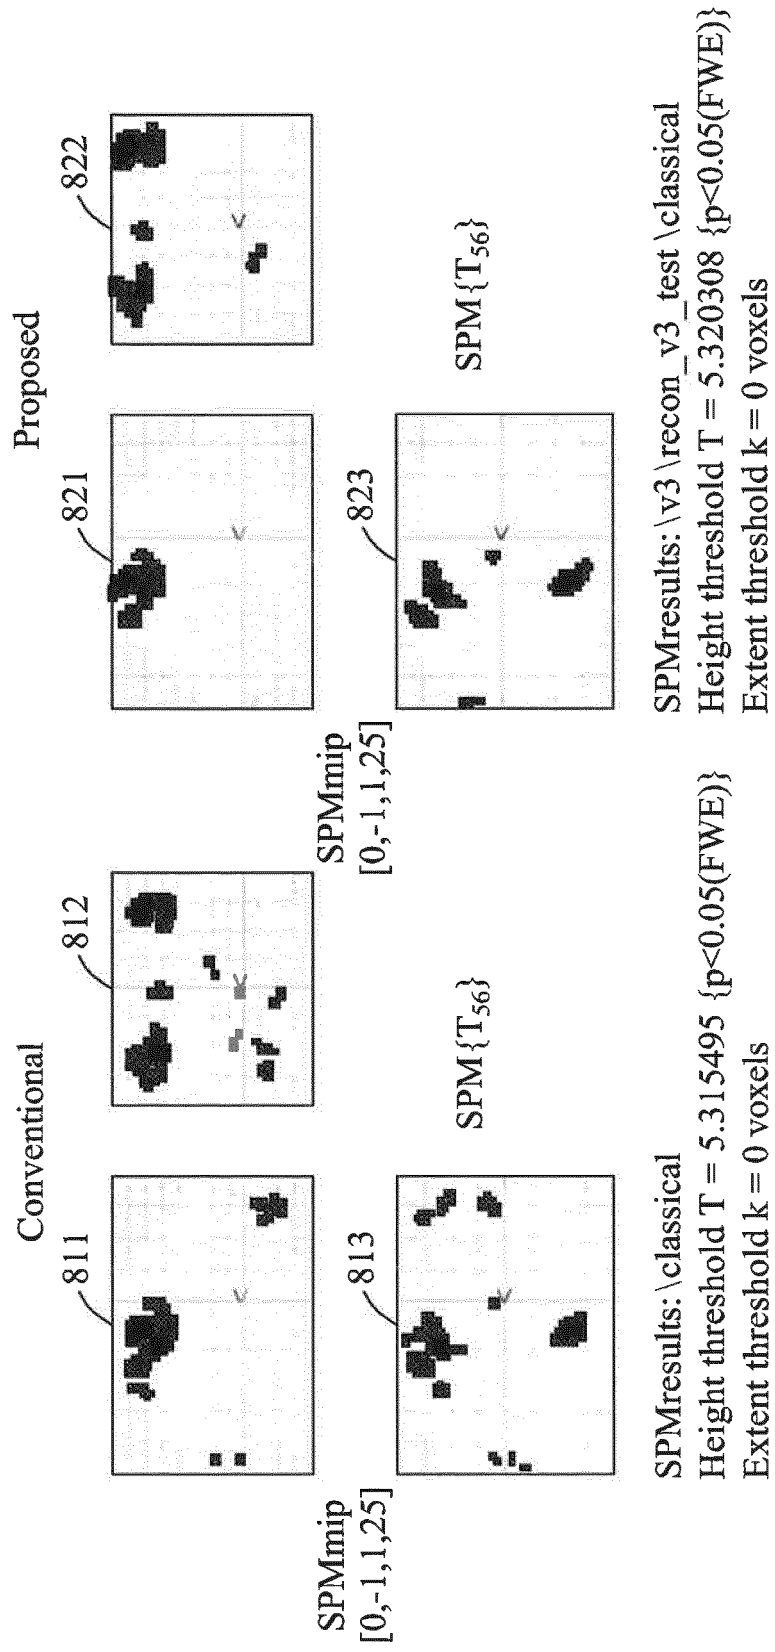 Conventional
811
812
813
SPMmip
[0,-1,1,25]
SPM{T56}
SPMresults: \classical
Height threshold T = 5.315495 {p<0.05(FWE)}
Extent threshold k = 0 voxels
Proposed
821
822
823
SPMmip
[0,-1,1,25]
SPM{T56}
SPMresults: \v3 \recon_v3_test \classical
Height threshold T = 5.320308 {p<0.05(FWE)}
Extent threshold k = 0 voxels